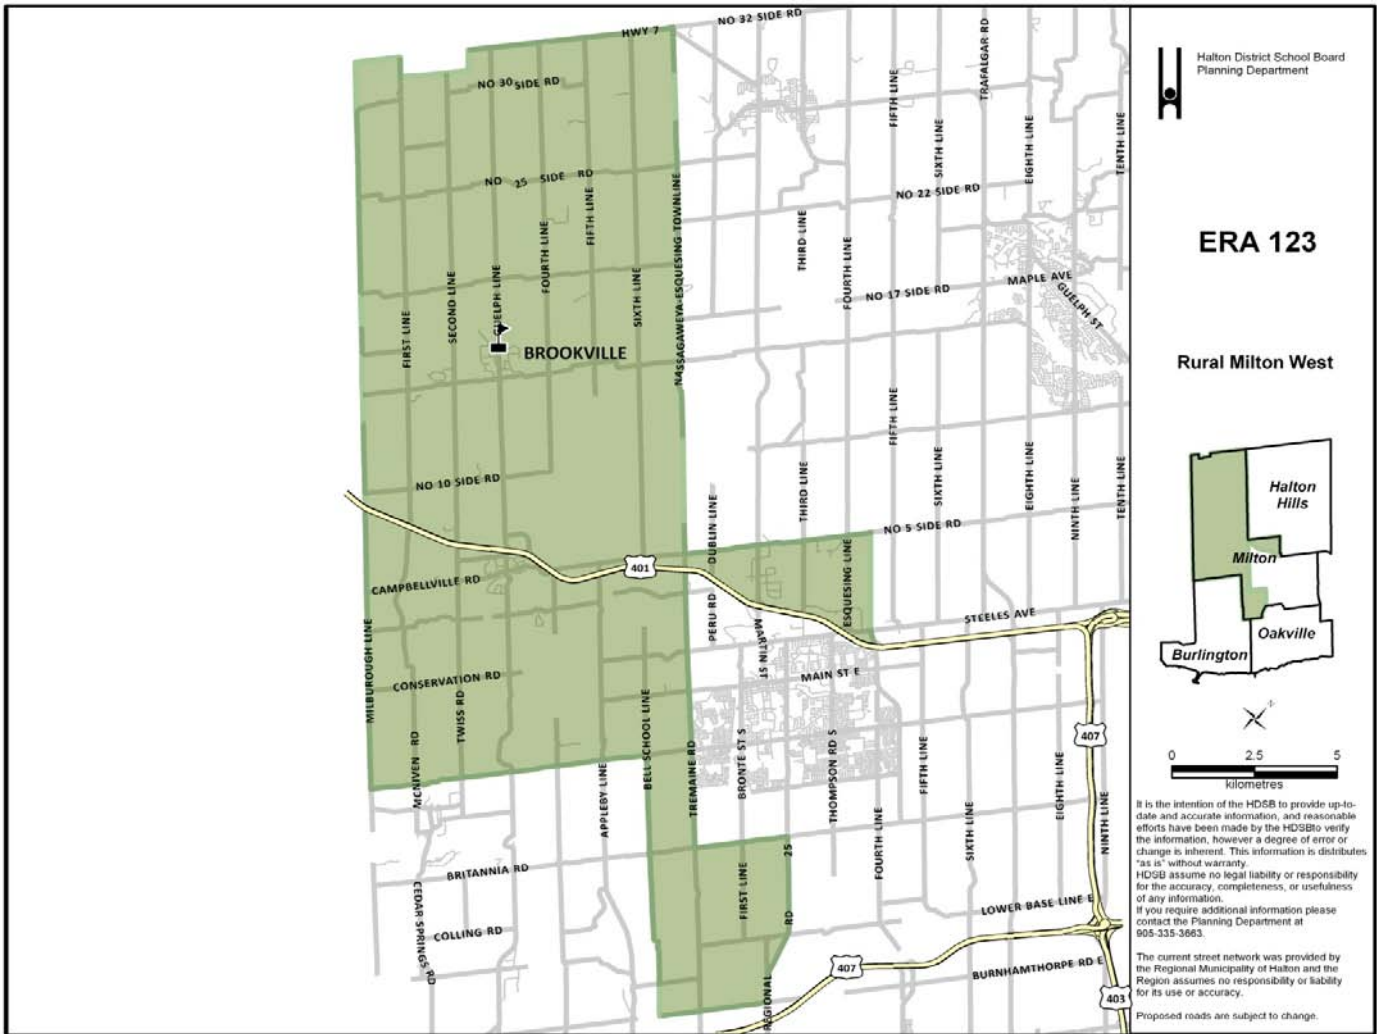 NO 32 SIDE RD
HWY 7
TRAFALGAR RD
NO 30 SIDE RD
FIFTH LINE
SIXTH LINE
EIGHTH LINE
TENTH LINE
NO 25 SIDE RD
NO 22 SIDE RD
NASSAGAWEYA-ESQUESING TOWNLINE
FIFTH LINE
FOURTH LINE
THIRD LINE
FOURTH LINE
SECOND LINE
GUELPH LINE
SIXTH LINE
FIRST LINE
NO 17 SIDE RD
MAPLE AVE
GUELPH ST
BROOKVILLE
FIFTH LINE
SIXTH LINE
EIGHTH LINE
NINTH LINE
TENTH LINE
THIRD LINE
NO 10 SIDE RD
DUBLIN LINE
NO 5 SIDE RD
401
ESQUESING LINE
CAMPBELLVILLE RD
PERU RD
MARTIN ST
STEELES AVE
MILBOROUGH LINE
CONSERVATION RD
MAIN ST E
TWISS RD
BELL SCHOOL LINE
MCNIVEN RD
TREMAINE RD
BRONTE ST S
THOMPSON RD S
FIFTH LINE
407
EIGHTH LINE
NINTH LINE
APPLEBY LINE
FOURTH LINE
SIXTH LINE
BRITANNIA RD
FIRST LINE
REGIONAL RD 25
CEDAR SPRINGS RD
COLLING RD
LOWER BASE LINE E
407
BURNHAMTHORPE RD E
403
Halton District School Board
Planning Department
ERA 123
Rural Milton West
Halton
Hills
Milton
Oakville
Burlington
0 2.5 5
kilometres
It is the intention of the HDSB to provide up-to-
date and accurate information, and reasonable
efforts have been made by the HDSBto verify
the information, however a degree of error or
change is inherent. This information is distributes
"as is" without warranty.
HDSB assume no legal liability or responsibility
for the accuracy, completeness, or usefulness
of any information.
If you require additional information please
contact the Planning Department at
905-335-3663.
The current street network was provided by
the Regional Municipality of Halton and the
Region assumes no responsibility or liability
for its use or accuracy.
Proposed roads are subject to change.